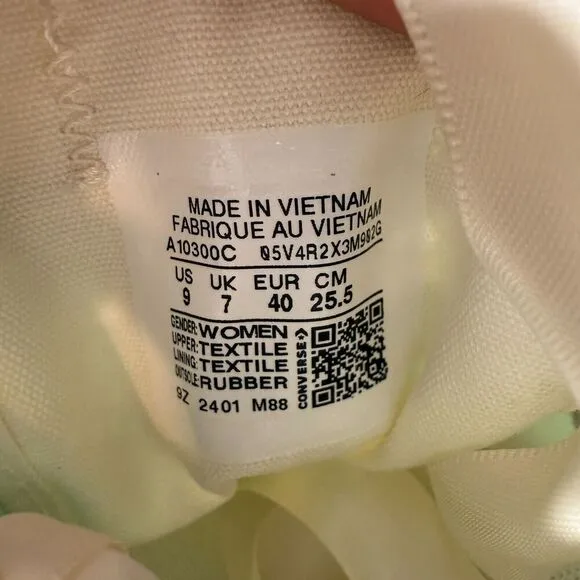 MADE IN VIETNAM
FABRIQUE AU VIETNAM
A10300C 05V4R2X3M982G
US UK EUR CM
9 7 40 25.5
GENDER: WOMEN
UPPER: TEXTILE
LINING: TEXTILE
OUTSOLE: RUBBER
CONVERSE
9Z 2401 M88